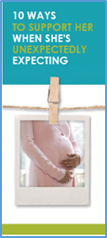 10 WAYS
TO SUPPORT HER
WHEN SHE'S
UNEXPECTEDLY
EXPECTING